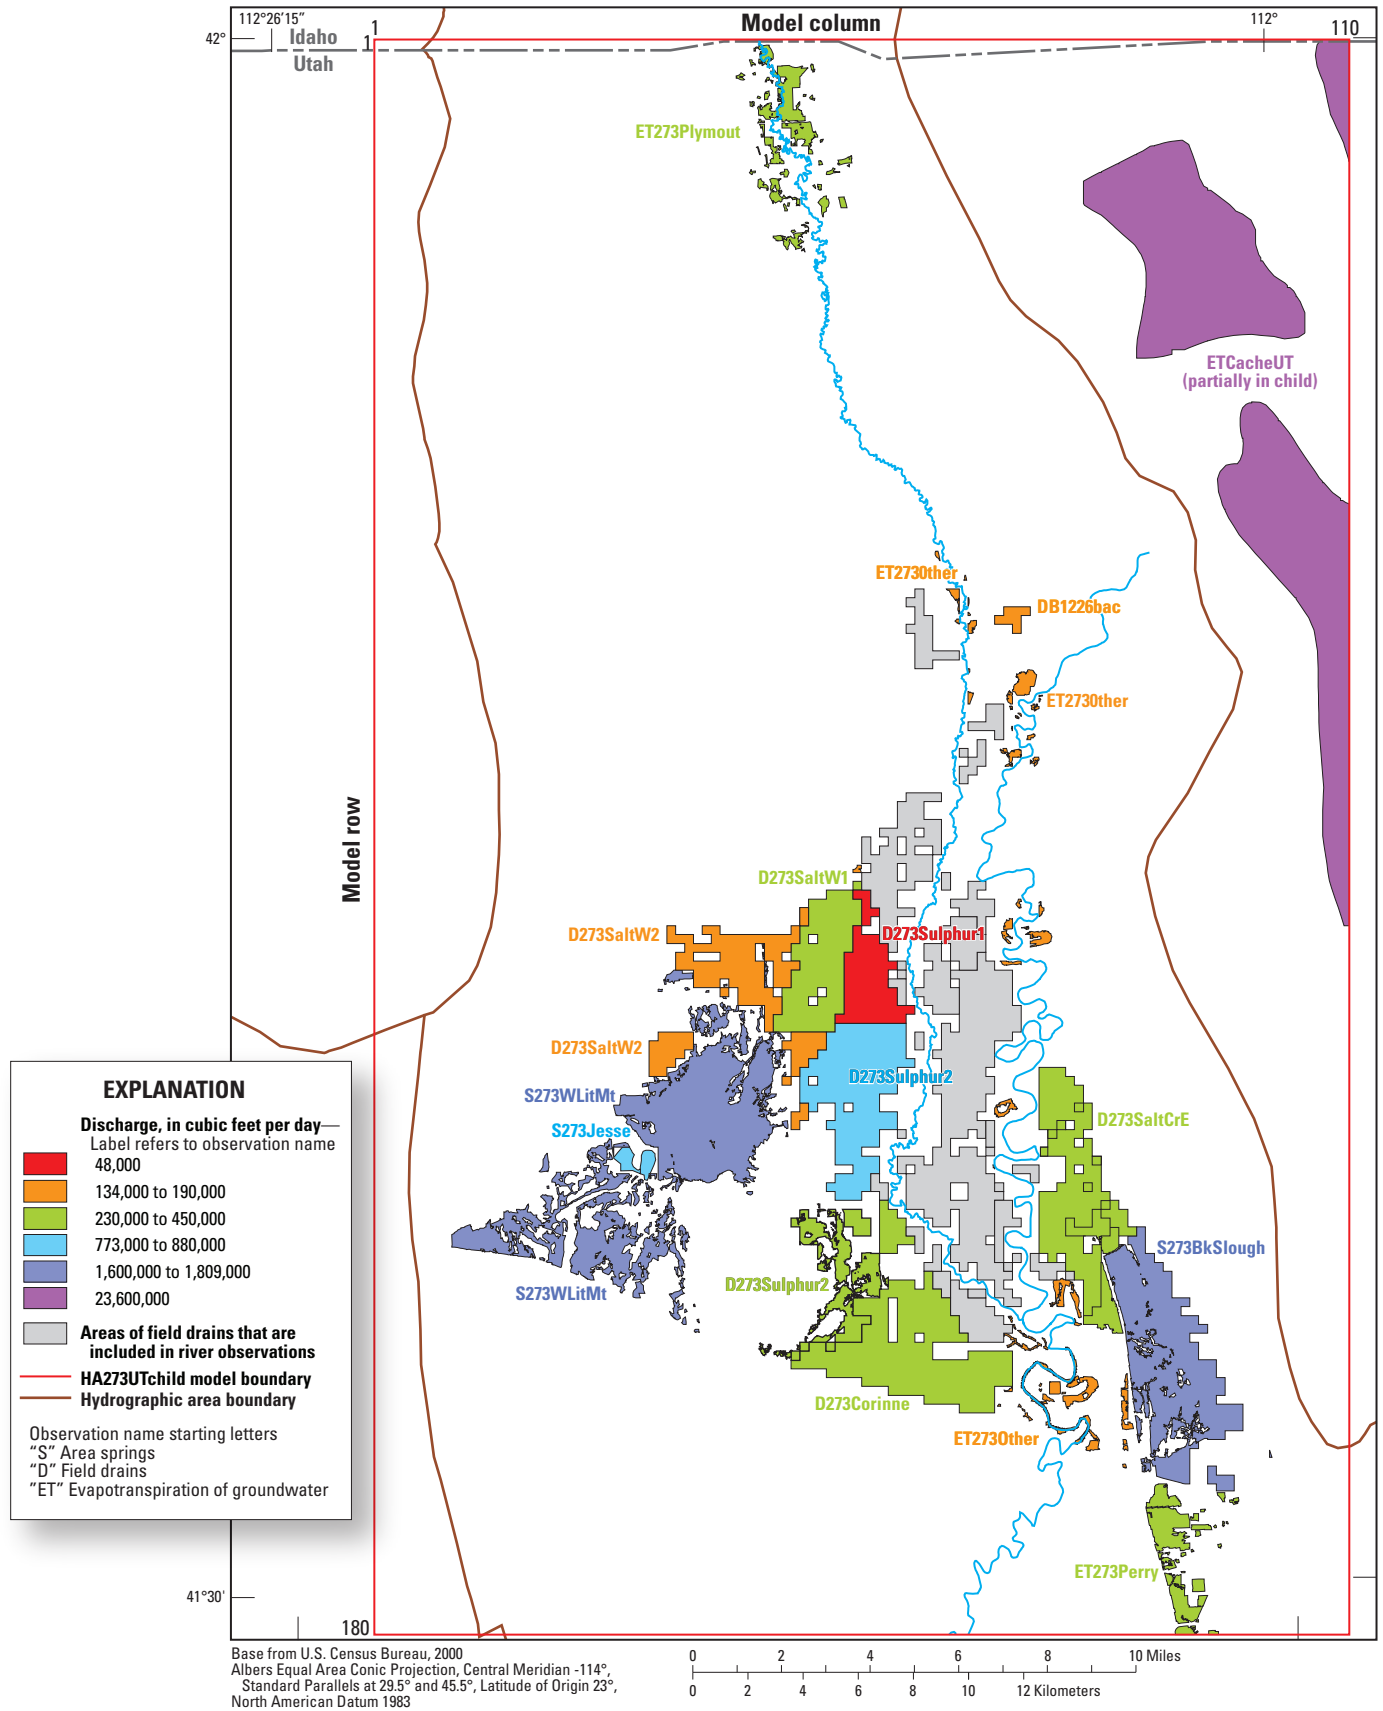 112°26'15"
Model column
112°
110
42°
1
Idaho
1
Utah
ET273Plymout
ETCacheUT
(partially in child)
ET273Other
DB1226bac
ET273Other
Model row
D273SaltW1
D273SaltW2
D273Sulphur1
D273SaltW2
D273Sulphur2
S273WLitMt
D273SaltCrE
S273Jesse
S273BkSlough
D273Sulphur2
S273WLitMt
D273Corinne
ET273Other
ET273Perry
EXPLANATION
Discharge, in cubic feet per day—
Label refers to observation name
48,000
134,000 to 190,000
230,000 to 450,000
773,000 to 880,000
1,600,000 to 1,809,000
23,600,000
Areas of field drains that are
included in river observations
HA273UTchild model boundary
Hydrographic area boundary
Observation name starting letters
“S” Area springs
“D” Field drains
”ET” Evapotranspiration of groundwater
41°30'
180
Base from U.S. Census Bureau, 2000
Albers Equal Area Conic Projection, Central Meridian -114°,
Standard Parallels at 29.5° and 45.5°, Latitude of Origin 23°,
North American Datum 1983
0 2 4 6 8 10 Miles
0 2 4 6 8 10 12 Kilometers